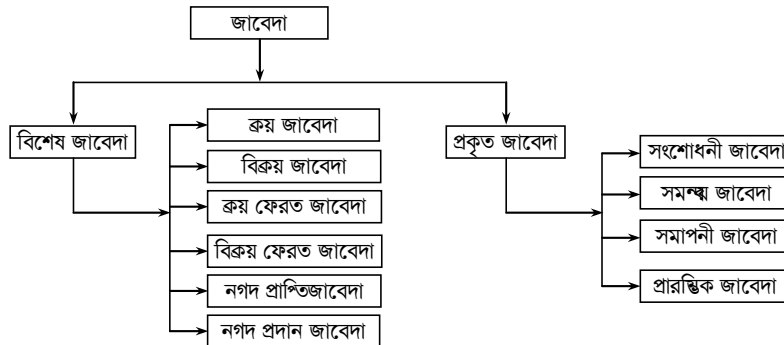 জাবেদা
বিশেষ জাবেদা
ক্রয় জাবেদা
বিক্রয় জাবেদা
ক্রয় ফেরত জাবেদা
বিক্রয় ফেরত জাবেদা
নগদ প্রাপ্তিজাবেদা
নগদ প্রদান জাবেদা
প্রকৃত জাবেদা
সংশোধনী জাবেদা
সমন্বয় জাবেদা
সমাপনী জাবেদা
প্রারম্ভিক জাবেদা